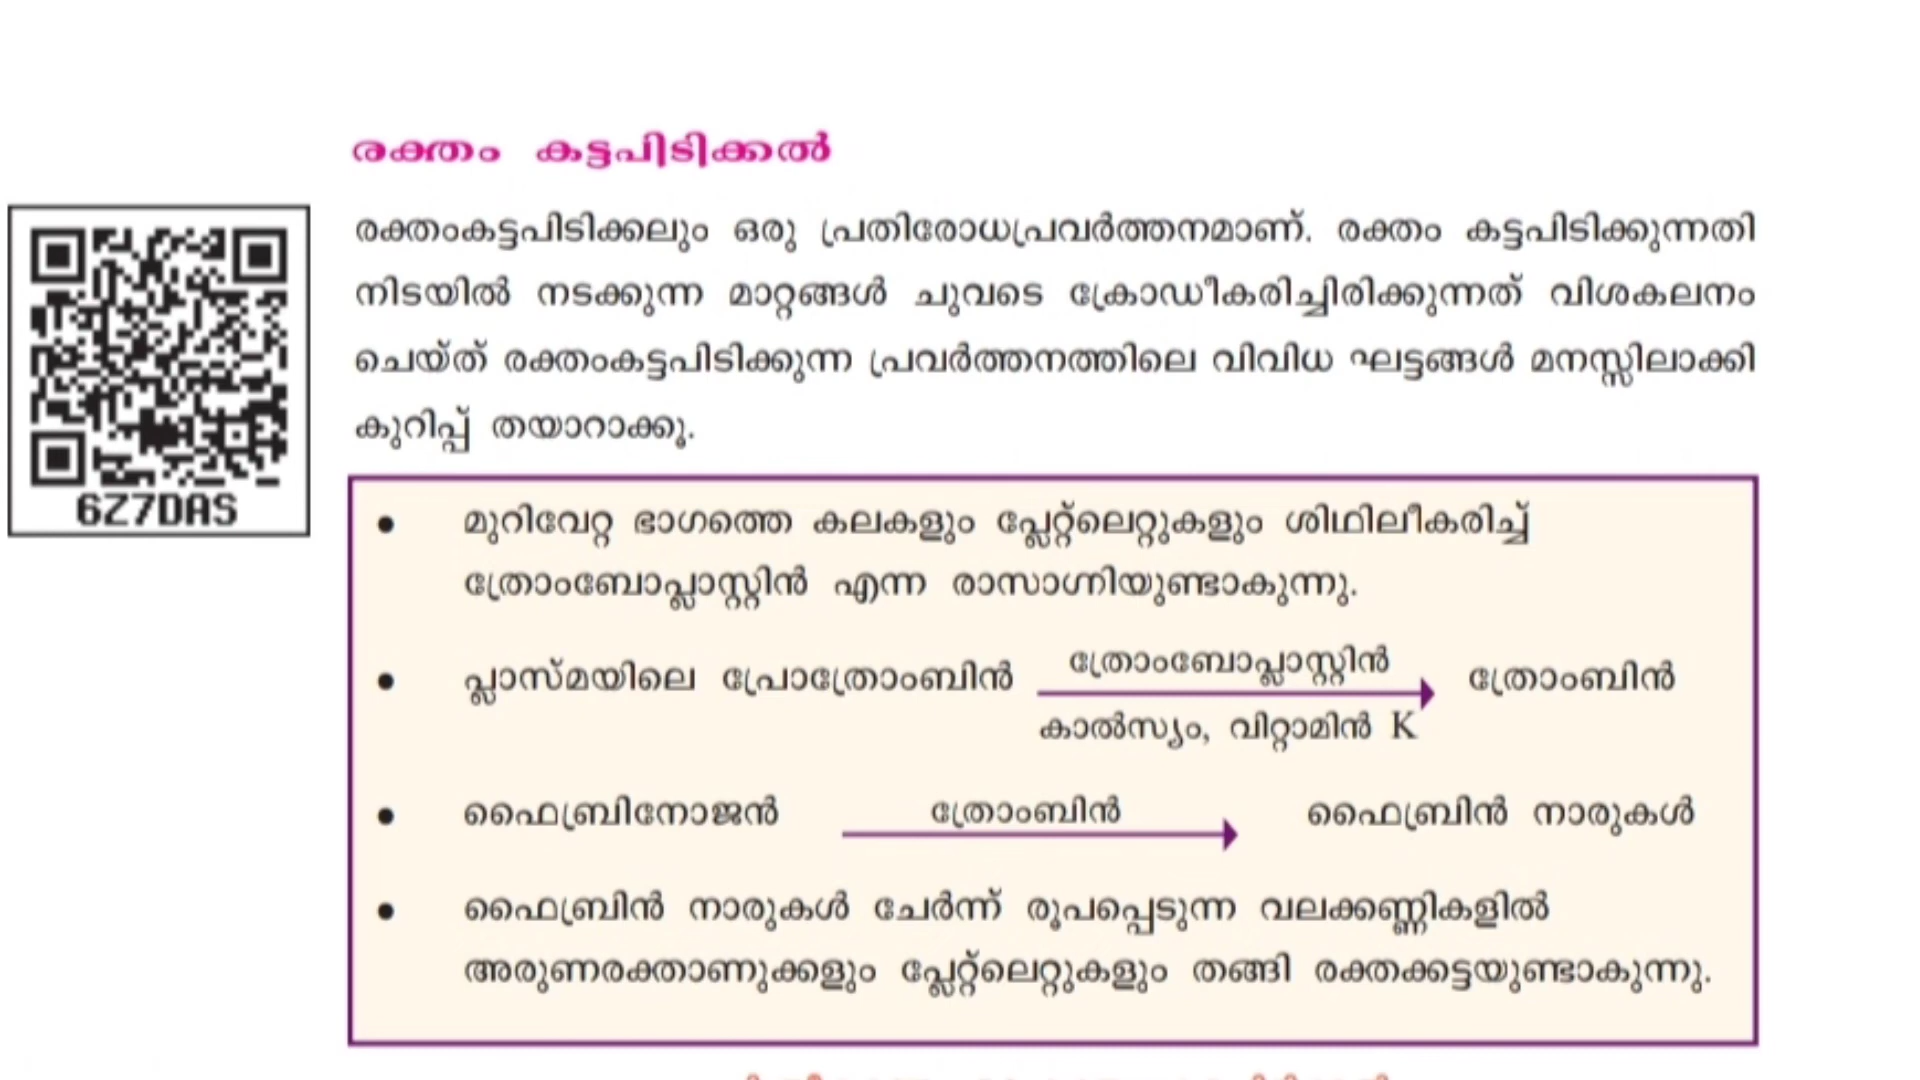 രക്തം കട്ടപിടിക്കൽ
രക്തംകട്ടപിടിക്കലും ഒരു പ്രതിരോധപ്രവർത്തനമാണ്. രക്തം കട്ടപിടിക്കുന്നതി
നിടയിൽ നടക്കുന്ന മാറ്റങ്ങൾ ചുവടെ ക്രോഡീകരിച്ചിരിക്കുന്നത് വിശകലനം
ചെയ്ത് രക്തംകട്ടപിടിക്കുന്ന പ്രവർത്തനത്തിലെ വിവിധ ഘട്ടങ്ങൾ മനസ്സിലാക്കി
കുറിപ്പ് തയാറാക്കൂ.
6Z7DAS
• മുറിവേറ്റ ഭാഗത്തെ കലകളും പ്ലേറ്റ്ലെറ്റുകളും ശിഥിലീകരിച്ച്
ത്രോംബോപ്ലാസ്റ്റിൻ എന്ന രാസാഗ്നിയുണ്ടാകുന്നു.
ത്രോംബോപ്ലാസ്റ്റിൻ
• പ്ലാസ്മയിലെ പ്രോത്രോംബിൻ ത്രോംബിൻ
കാൽസ്യം, വിറ്റാമിൻ K
• ഫൈബ്രിനോജൻ ത്രോംബിൻ ഫൈബ്രിൻ നാരുകൾ
• ഫൈബ്രിൻ നാരുകൾ ചേർന്ന് രൂപപ്പെടുന്ന വലക്കണ്ണികളിൽ
അരുണരക്താണുക്കളും പ്ലേറ്റ്ലെറ്റുകളും തങ്ങി രക്തക്കട്ടയുണ്ടാകുന്നു.